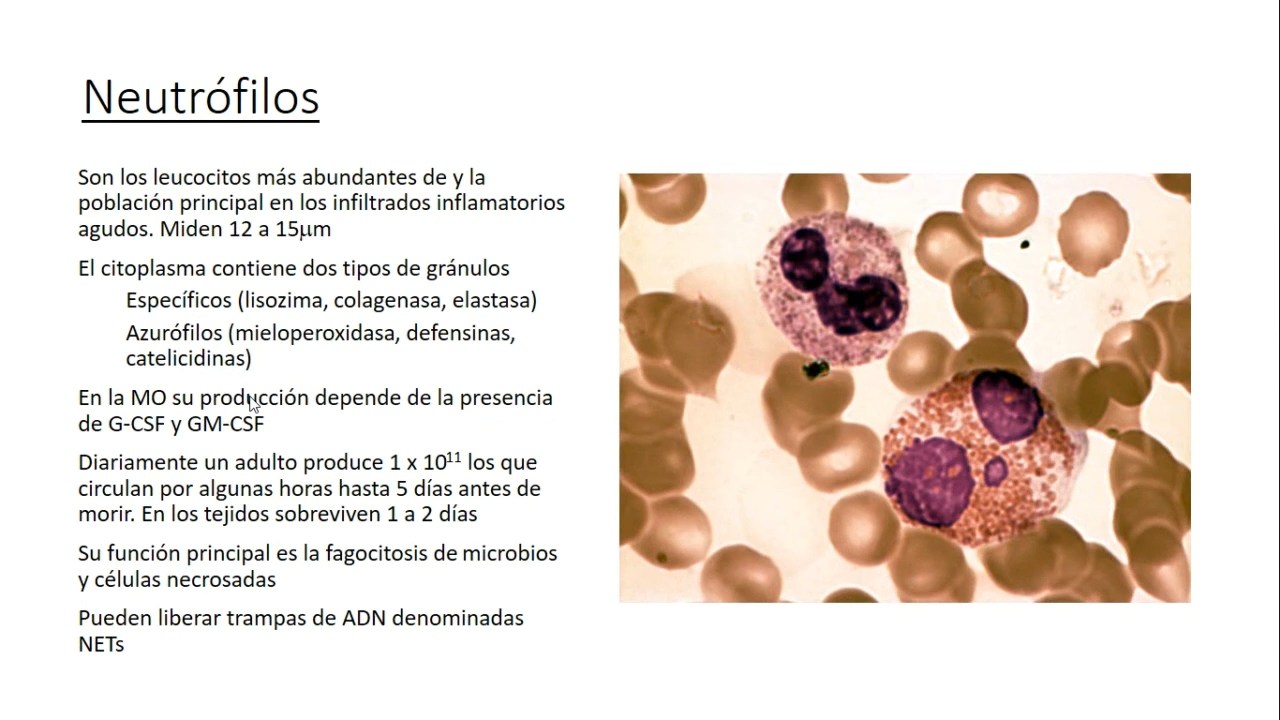 Neutrófilos
Son los leucocitos más abundantes de y la
población principal en los infiltrados inflamatorios
agudos. Miden 12 a 15μm
El citoplasma contiene dos tipos de gránulos
Específicos (lisozima, colagenasa, elastasa)
Azurófilos (mieloperoxidasa, defensinas,
catelicidinas)
En la MO su producción depende de la presencia
de G-CSF y GM-CSF
Diariamente un adulto produce 1 x 10¹¹ los que
circulan por algunas horas hasta 5 días antes de
morir. En los tejidos sobreviven 1 a 2 días
Su función principal es la fagocitosis de microbios
y células necrosadas
Pueden liberar trampas de ADN denominadas
NETs